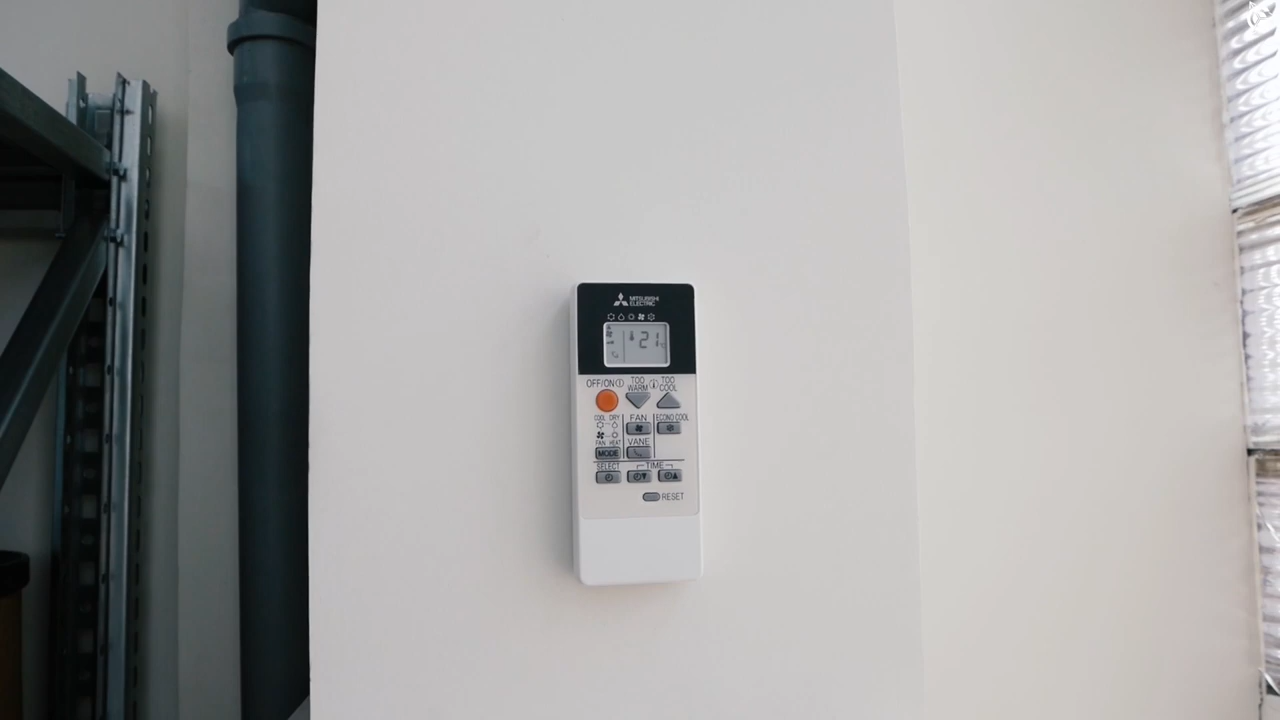 MITSUBISHI
ELECTRIC
21°C
OFF/ON
TOO WARM
TOO COOL
COOL DRY
FAN HEAT
MODE
FAN
ECONO COOL
VANE
SELECT
TIME
RESET